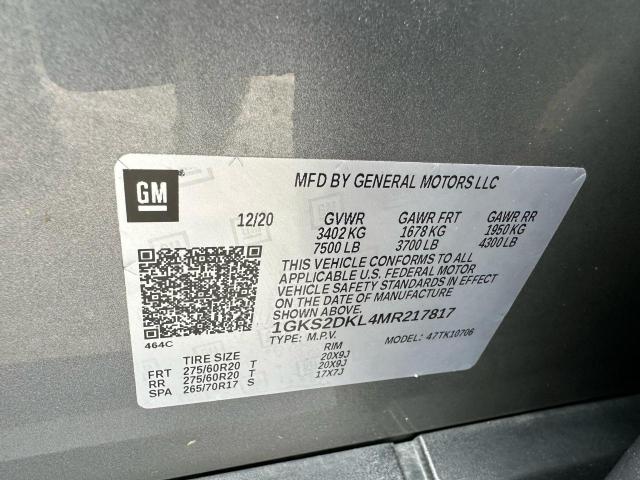 GM
MFD BY GENERAL MOTORS LLC
12/20 GVWR GAWR FRT GAWR RR
3402 KG 1678 KG 1950 KG
7500 LB 3700 LB 4300 LB
THIS VEHICLE CONFORMS TO ALL
APPLICABLE U.S. FEDERAL MOTOR
VEHICLE SAFETY STANDARDS IN EFFECT
ON THE DATE OF MANUFACTURE
SHOWN ABOVE.
1GKS2DKL4MR217817
464C
TYPE: M.P.V. MODEL: 47TK10706
TIRE SIZE RIM
FRT 275/60R20 T 20X9J
RR 275/60R20 T 20X9J
SPA 265/70R17 S 17X7J